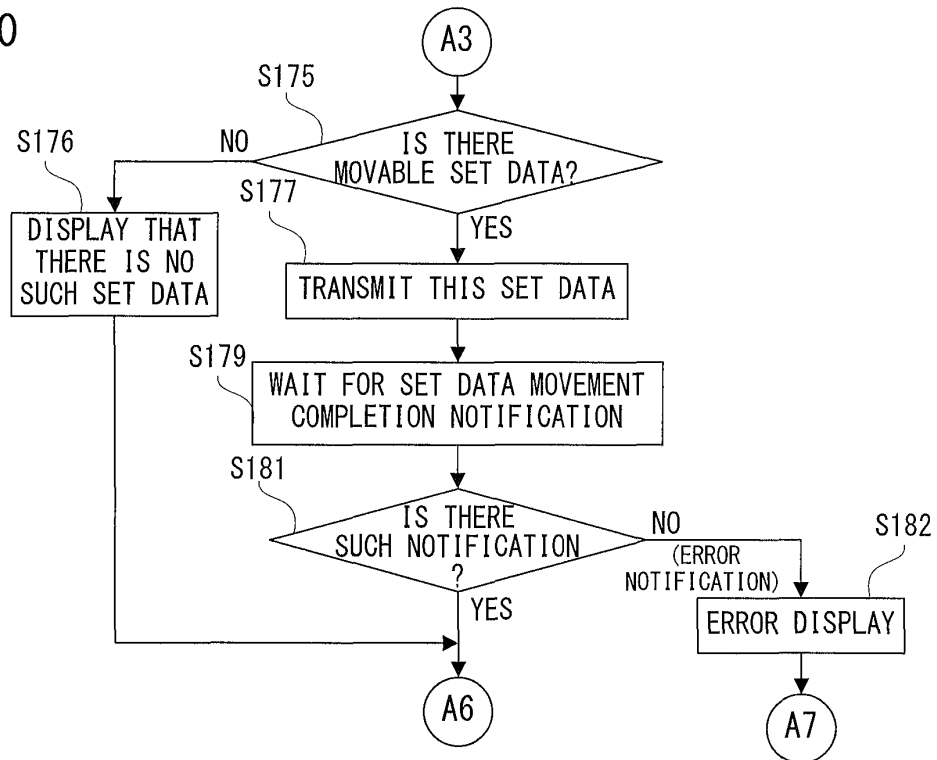 0
A3
S175
IS THERE
MOVABLE SET DATA?
NO
S176
DISPLAY THAT
THERE IS NO
SUCH SET DATA
S177
YES
TRANSMIT THIS SET DATA
S179
WAIT FOR SET DATA MOVEMENT
COMPLETION NOTIFICATION
S181
IS THERE
SUCH NOTIFICATION
?
NO
(ERROR
NOTIFICATION)
S182
ERROR DISPLAY
YES
A6
A7